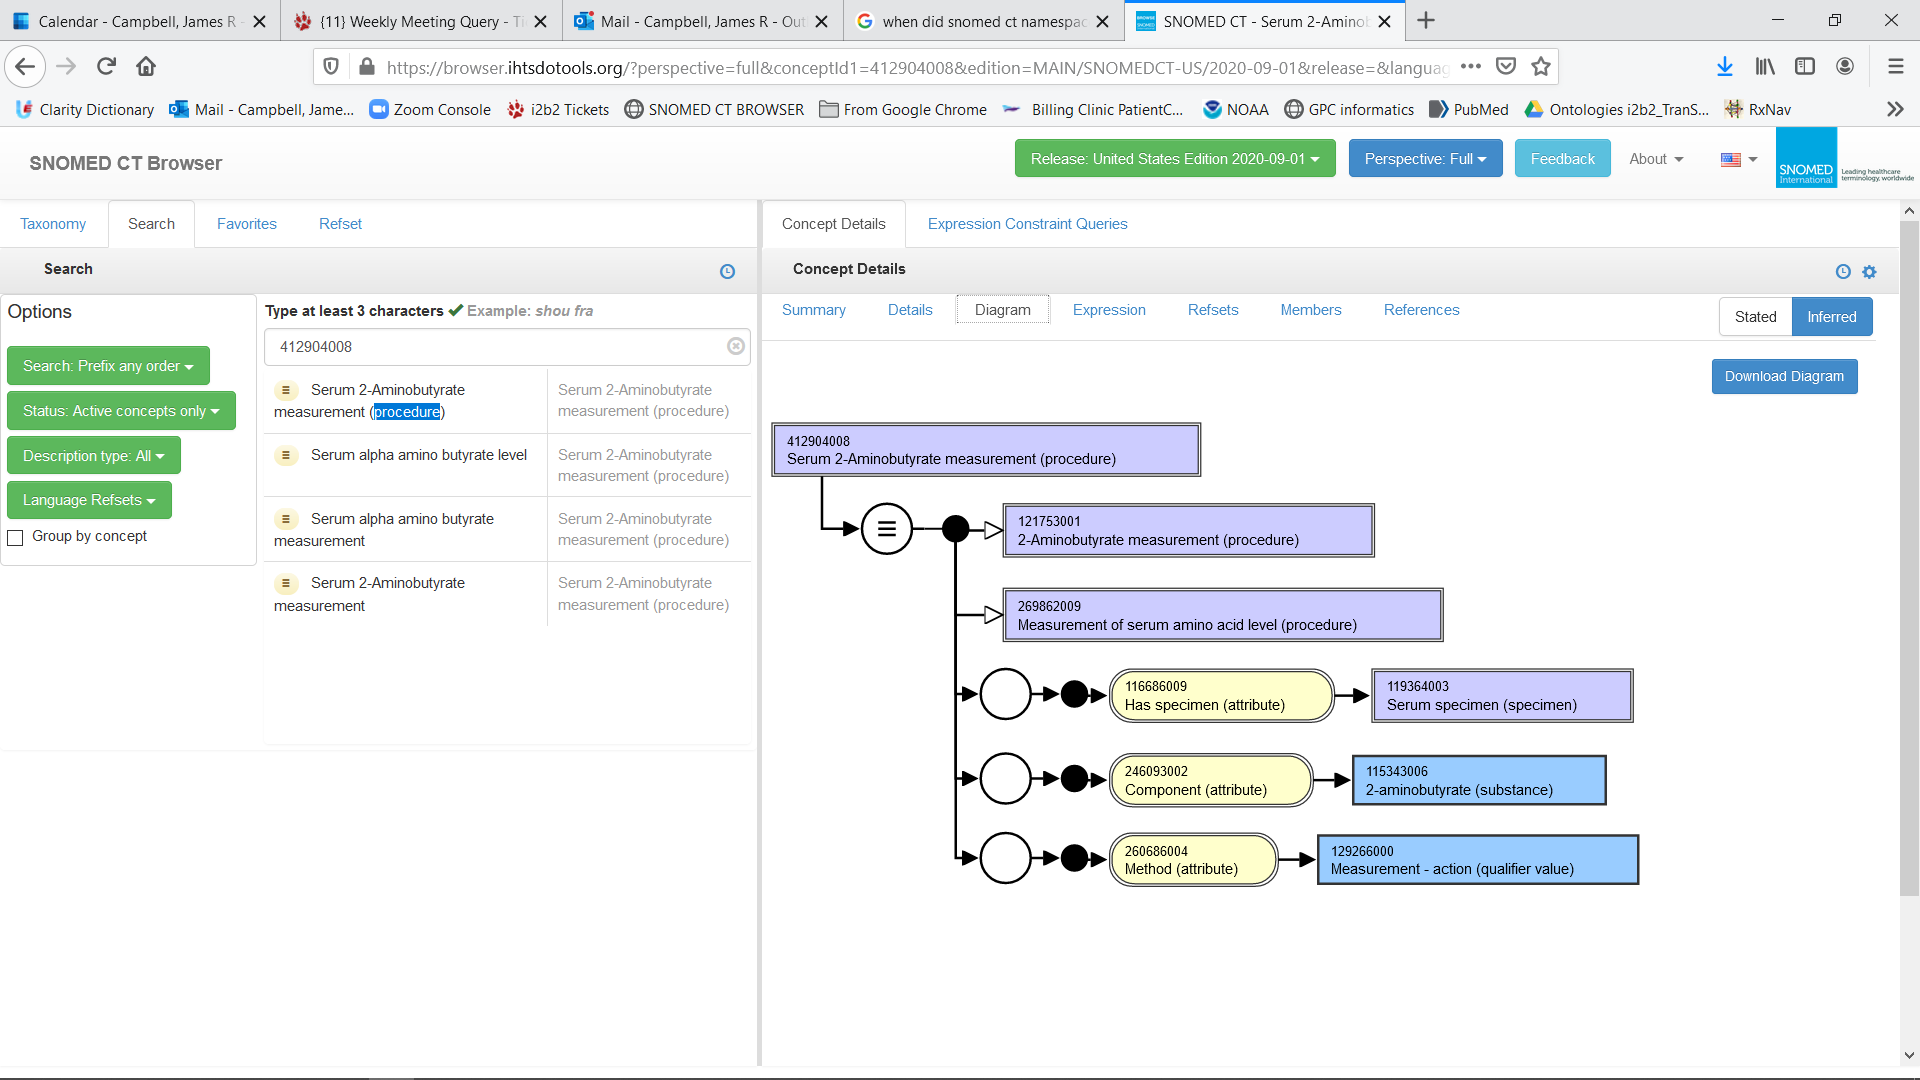 Calendar - Campbell, James R -
{11} Weekly Meeting Query - Ti
Mail - Campbell, James R - Out
when did snomed ct namespac
SNOMED CT - Serum 2-Aminob
https://browser.ihtsdotools.org/?perspective=full&conceptId1=412904008&edition=MAIN/SNOMEDCT-US/2020-09-01&release=&languag
Clarity Dictionary
Mail - Campbell, Jame...
Zoom Console
i2b2 Tickets
SNOMED CT BROWSER
From Google Chrome
Billing Clinic PatientC...
NOAA
GPC informatics
PubMed
Ontologies i2b2_TranS...
RxNav
SNOMED CT Browser
Release: United States Edition 2020-09-01
Perspective: Full
Feedback
About
SNOMED
International
Leading healthcare
terminology, worldwide
Taxonomy
Search
Favorites
Refset
Concept Details
Expression Constraint Queries
Search
Concept Details
Options
Search: Prefix any order
Status: Active concepts only
Description type: All
Language Refsets
Group by concept
Type at least 3 characters Example: shou fra
412904008
Serum 2-Aminobutyrate
measurement (procedure)
Serum 2-Aminobutyrate
measurement (procedure)
Serum alpha amino butyrate level
Serum 2-Aminobutyrate
measurement (procedure)
Serum alpha amino butyrate
measurement
Serum 2-Aminobutyrate
measurement (procedure)
Serum 2-Aminobutyrate
measurement
Serum 2-Aminobutyrate
measurement (procedure)
Summary
Details
Diagram
Expression
Refsets
Members
References
Stated
Inferred
Download Diagram
412904008
Serum 2-Aminobutyrate measurement (procedure)
121753001
2-Aminobutyrate measurement (procedure)
269862009
Measurement of serum amino acid level (procedure)
116686009
Has specimen (attribute)
119364003
Serum specimen (specimen)
246093002
Component (attribute)
115343006
2-aminobutyrate (substance)
260686004
Method (attribute)
129266000
Measurement - action (qualifier value)